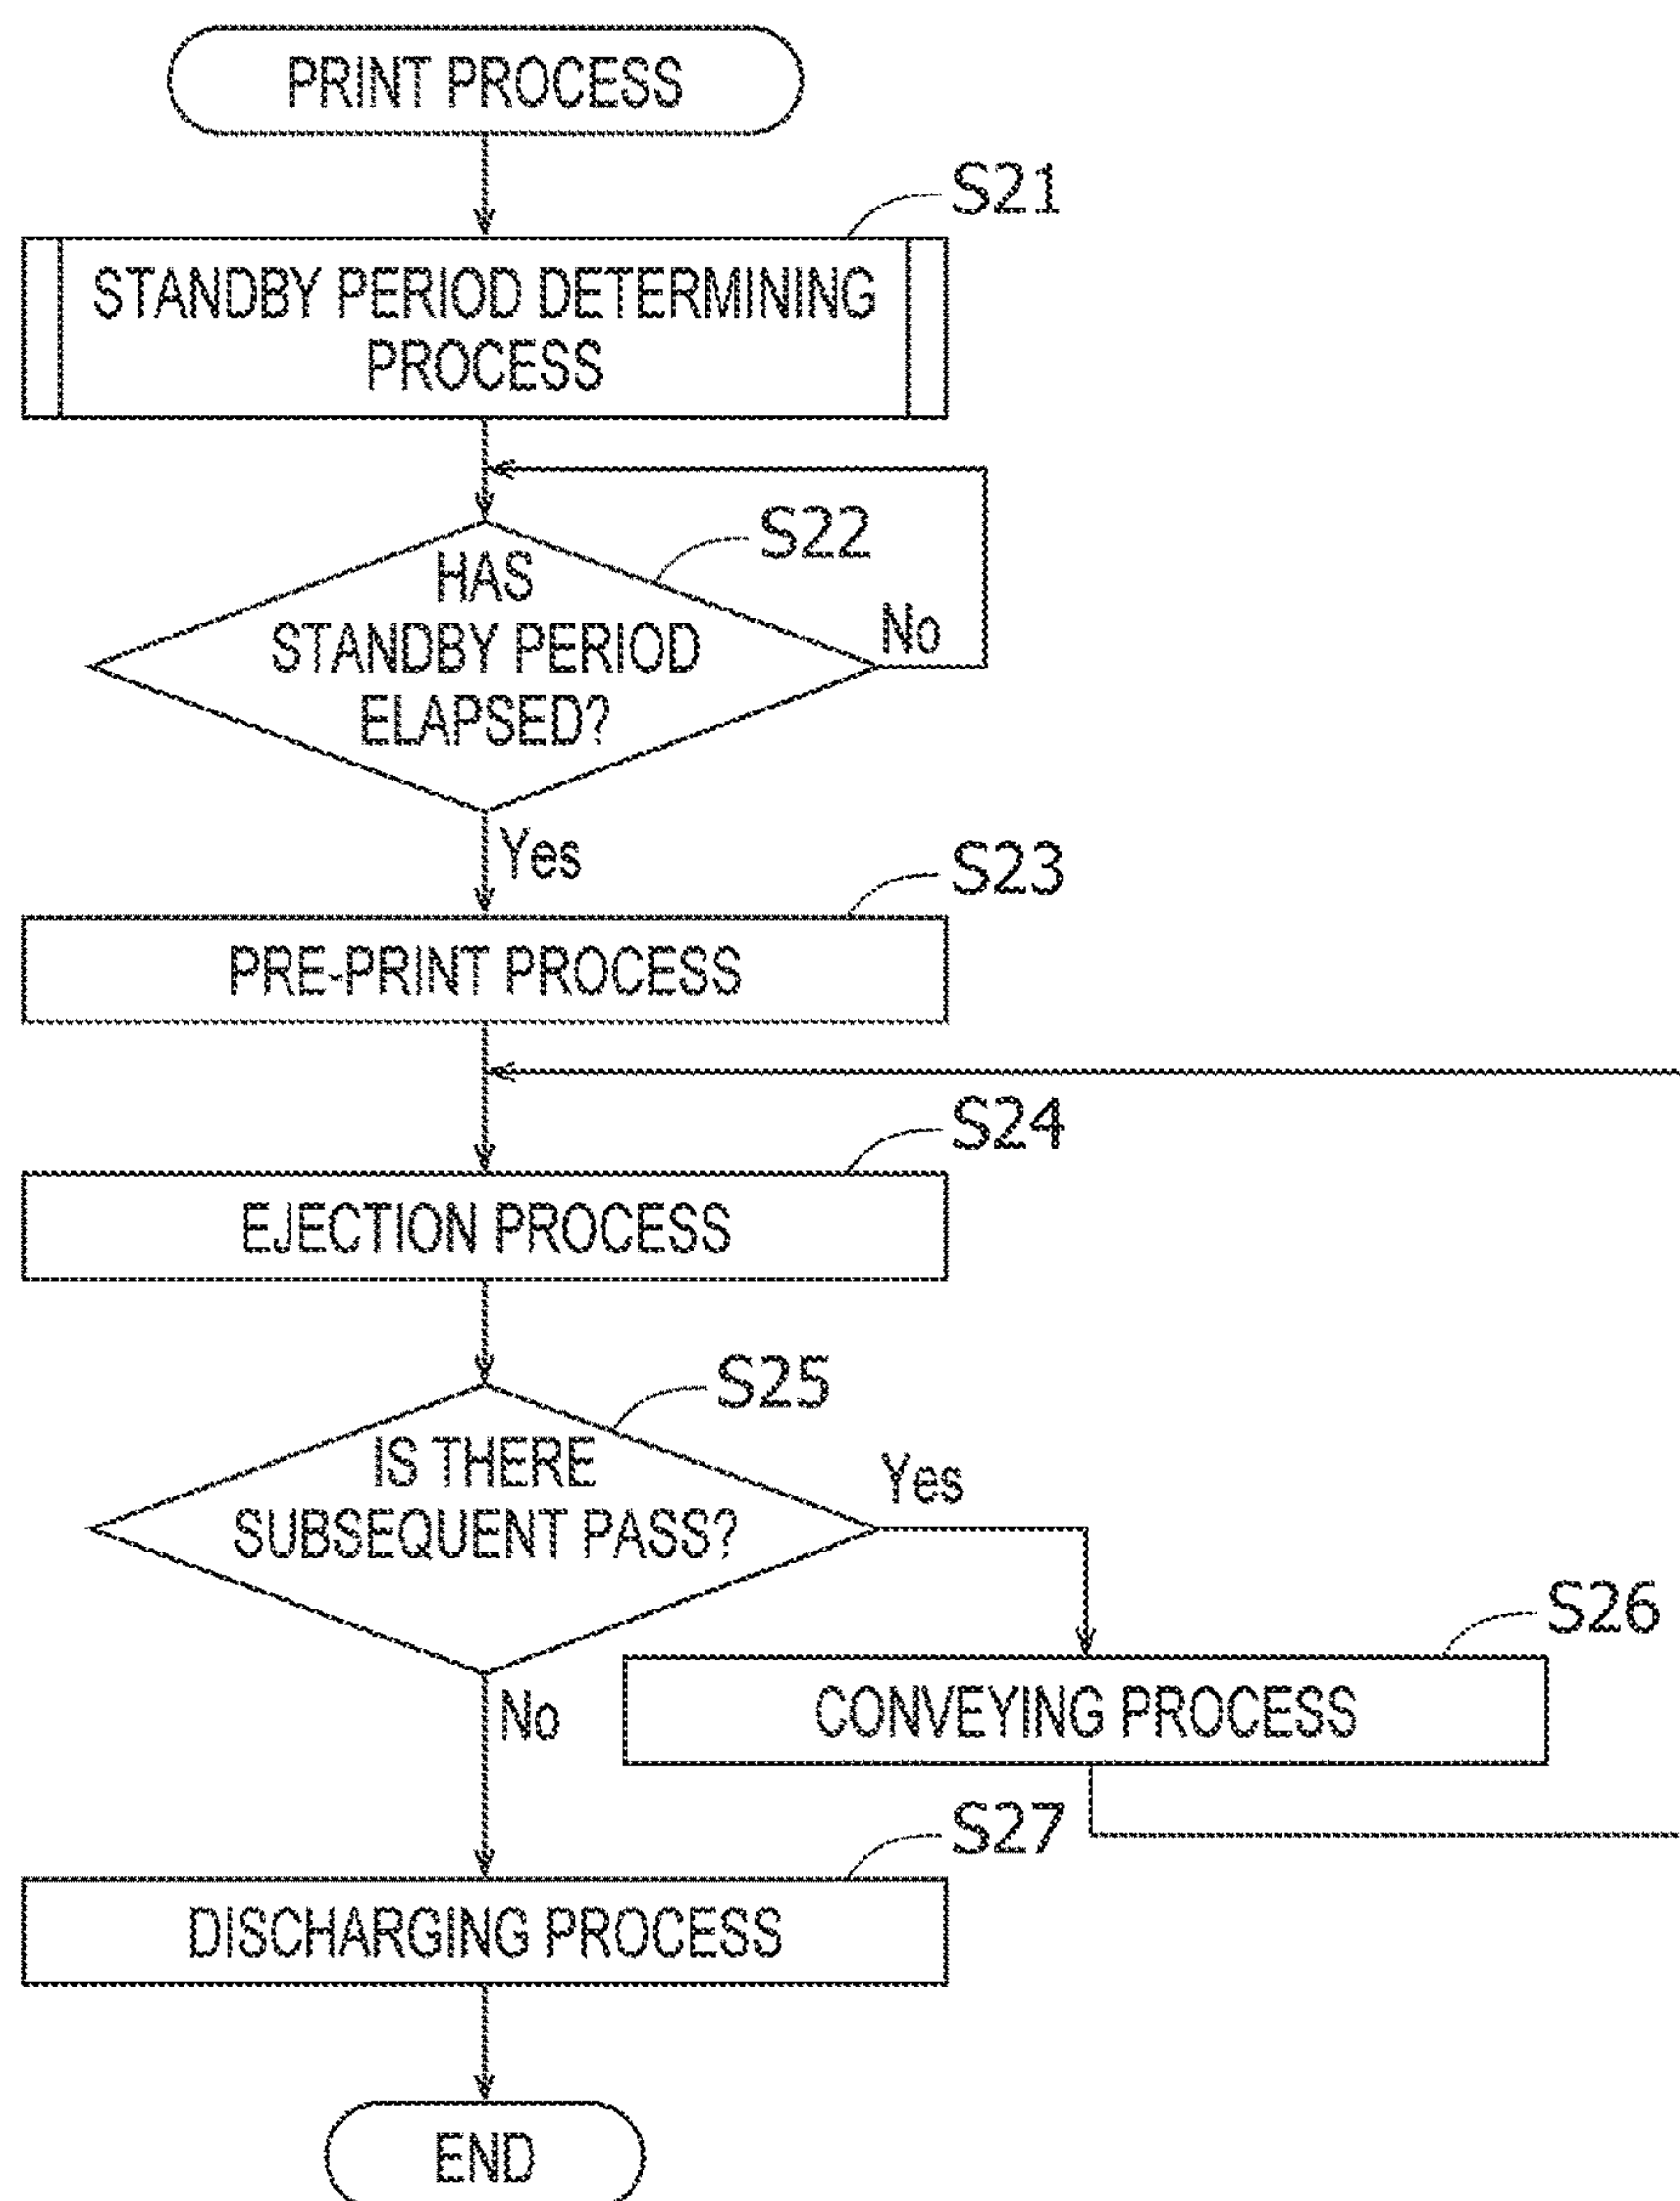 PRINT PROCESS
S21
STANDBY PERIOD DETERMINING
PROCESS
S22
HAS
STANDBY PERIOD
ELAPSED?
No
Yes
S23
PRE-PRINT PROCESS
S24
EJECTION PROCESS
S25
IS THERE
SUBSEQUENT PASS?
Yes
S26
CONVEYING PROCESS
No
S27
DISCHARGING PROCESS
END